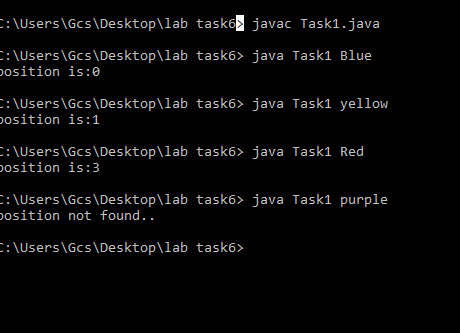 C:\Users\Gcs\Desktop\lab task6> javac Task1.java
C:\Users\Gcs\Desktop\lab task6> java Task1 Blue
position is:0
C:\Users\Gcs\Desktop\lab task6> java Task1 yellow
position is:1
C:\Users\Gcs\Desktop\lab task6> java Task1 Red
position is:3
C:\Users\Gcs\Desktop\lab task6> java Task1 purple
position not found..
C:\Users\Gcs\Desktop\lab task6>